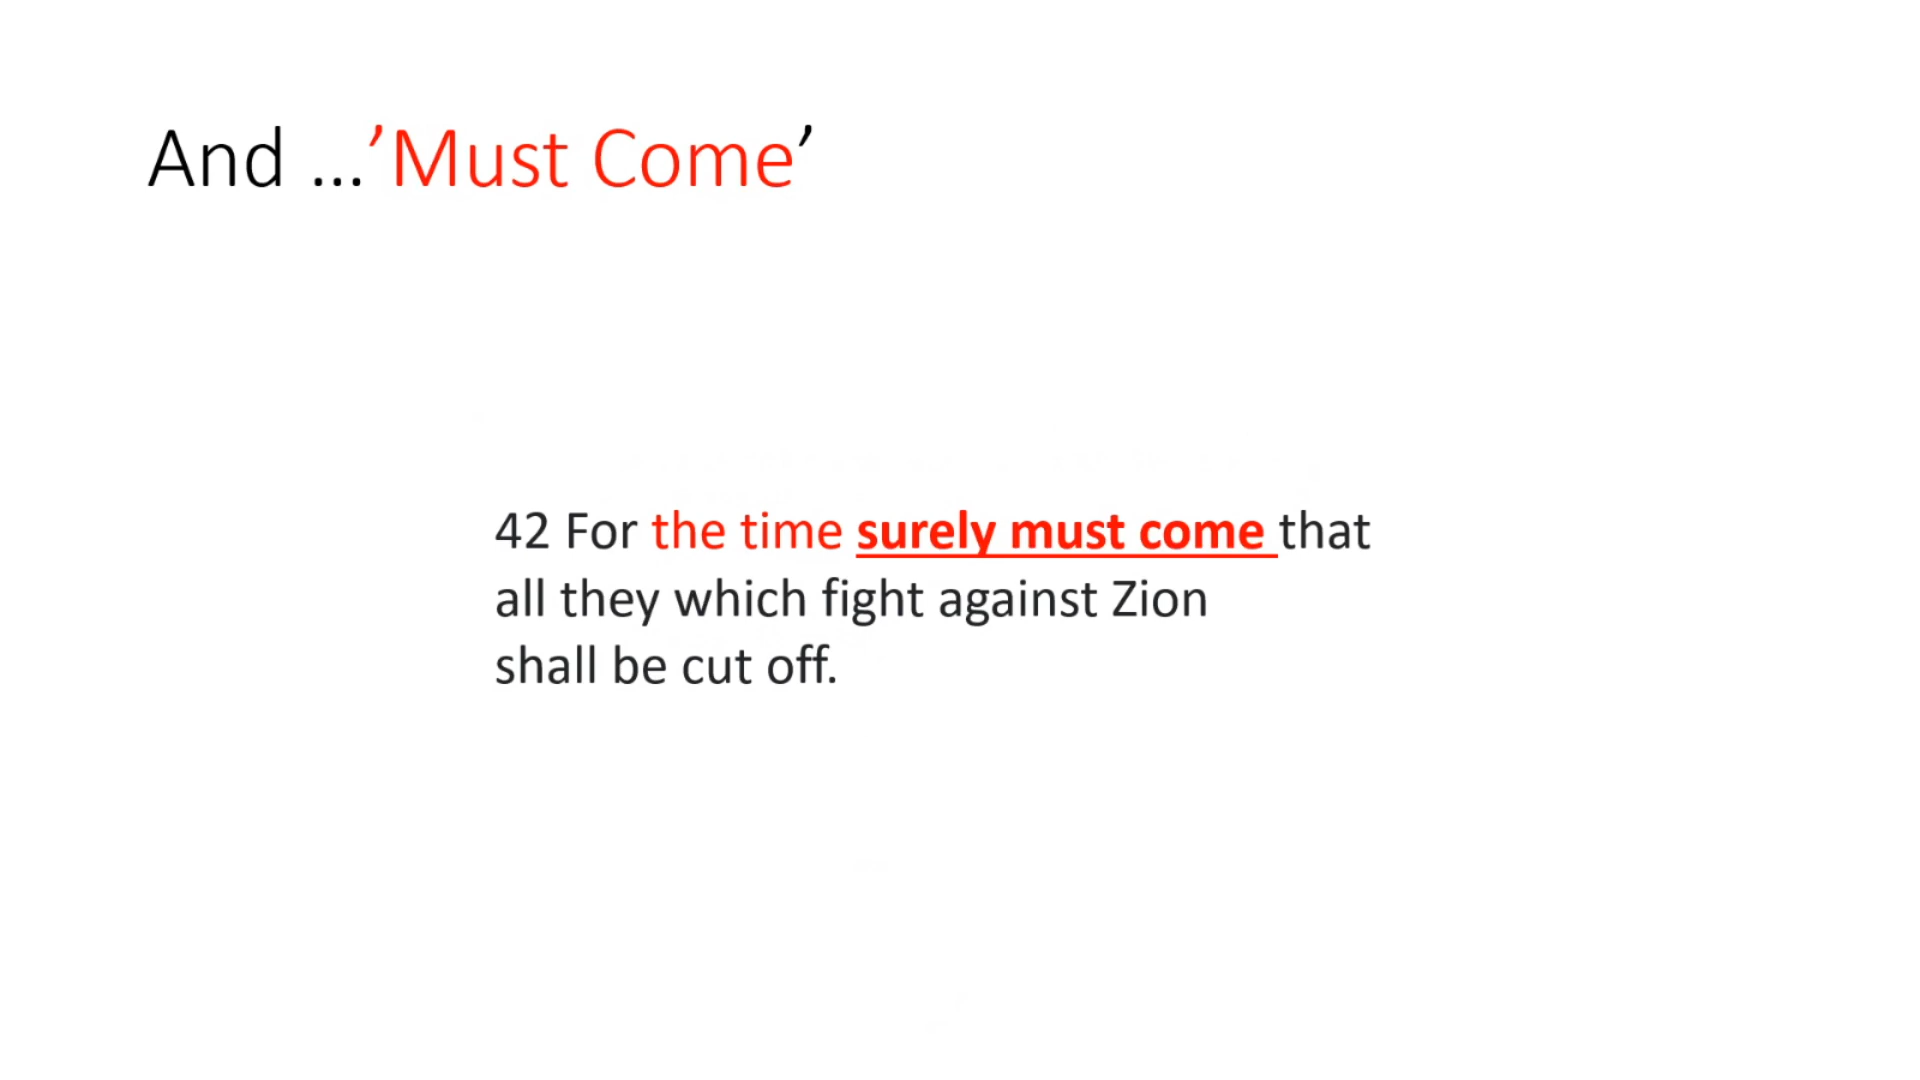 And …’Must Come’
42 For the time surely must come that
all they which fight against Zion
shall be cut off.